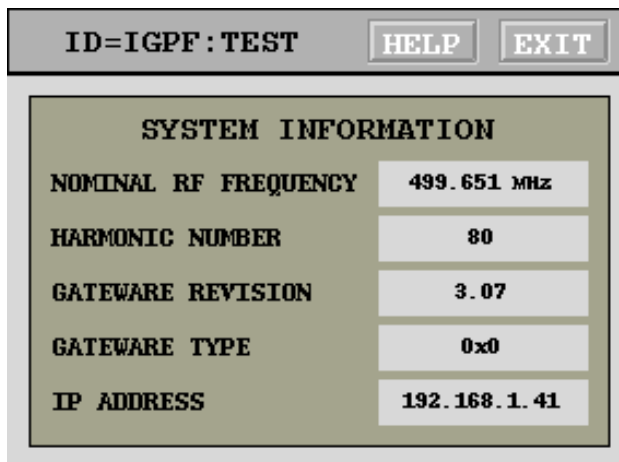 ID=IGPF:TEST HELP EXIT
SYSTEM INFORMATION
NOMINAL RF FREQUENCY 499.651 MHz
HARMONIC NUMBER 80
GATEWARE REVISION 3.07
GATEWARE TYPE 0x0
IP ADDRESS 192.168.1.41